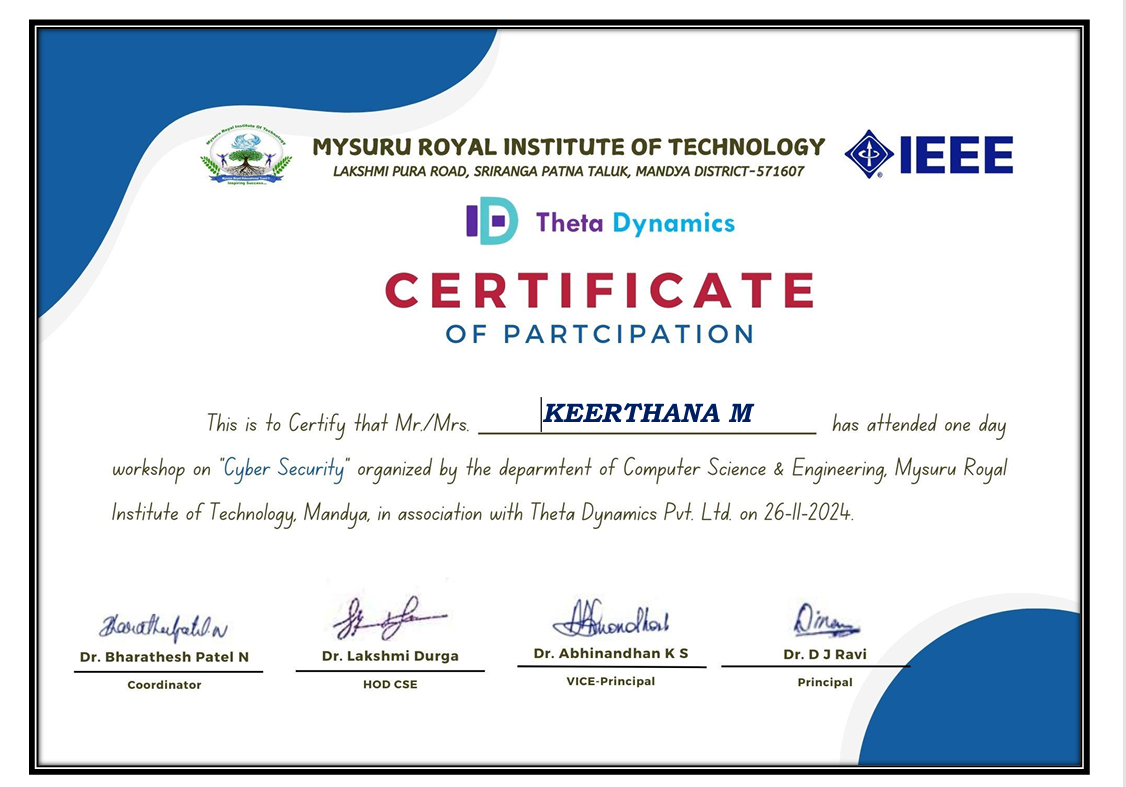 Mysuru Royal Institute Of Technology
Inspiring Success...
MYSURU ROYAL INSTITUTE OF TECHNOLOGY
LAKSHMI PURA ROAD, SRIRANGA PATNA TALUK, MANDYA DISTRICT-571607
IEEE
Theta Dynamics
CERTIFICATE
OF PARTCIPATION
This is to Certify that Mr./Mrs. KEERTHANA M has attended one day
workshop on "Cyber Security" organized by the deparmtent of Computer Science & Engineering, Mysuru Royal
Institute of Technology, Mandya, in association with Theta Dynamics Pvt. Ltd. on 26-11-2024.
Bharatheshpatel N
Dr. Bharathesh Patel N
Coordinator
Dr. Lakshmi Durga
HOD CSE
Dr. Abhinandhan K S
VICE-Principal
Dr. D J Ravi
Principal